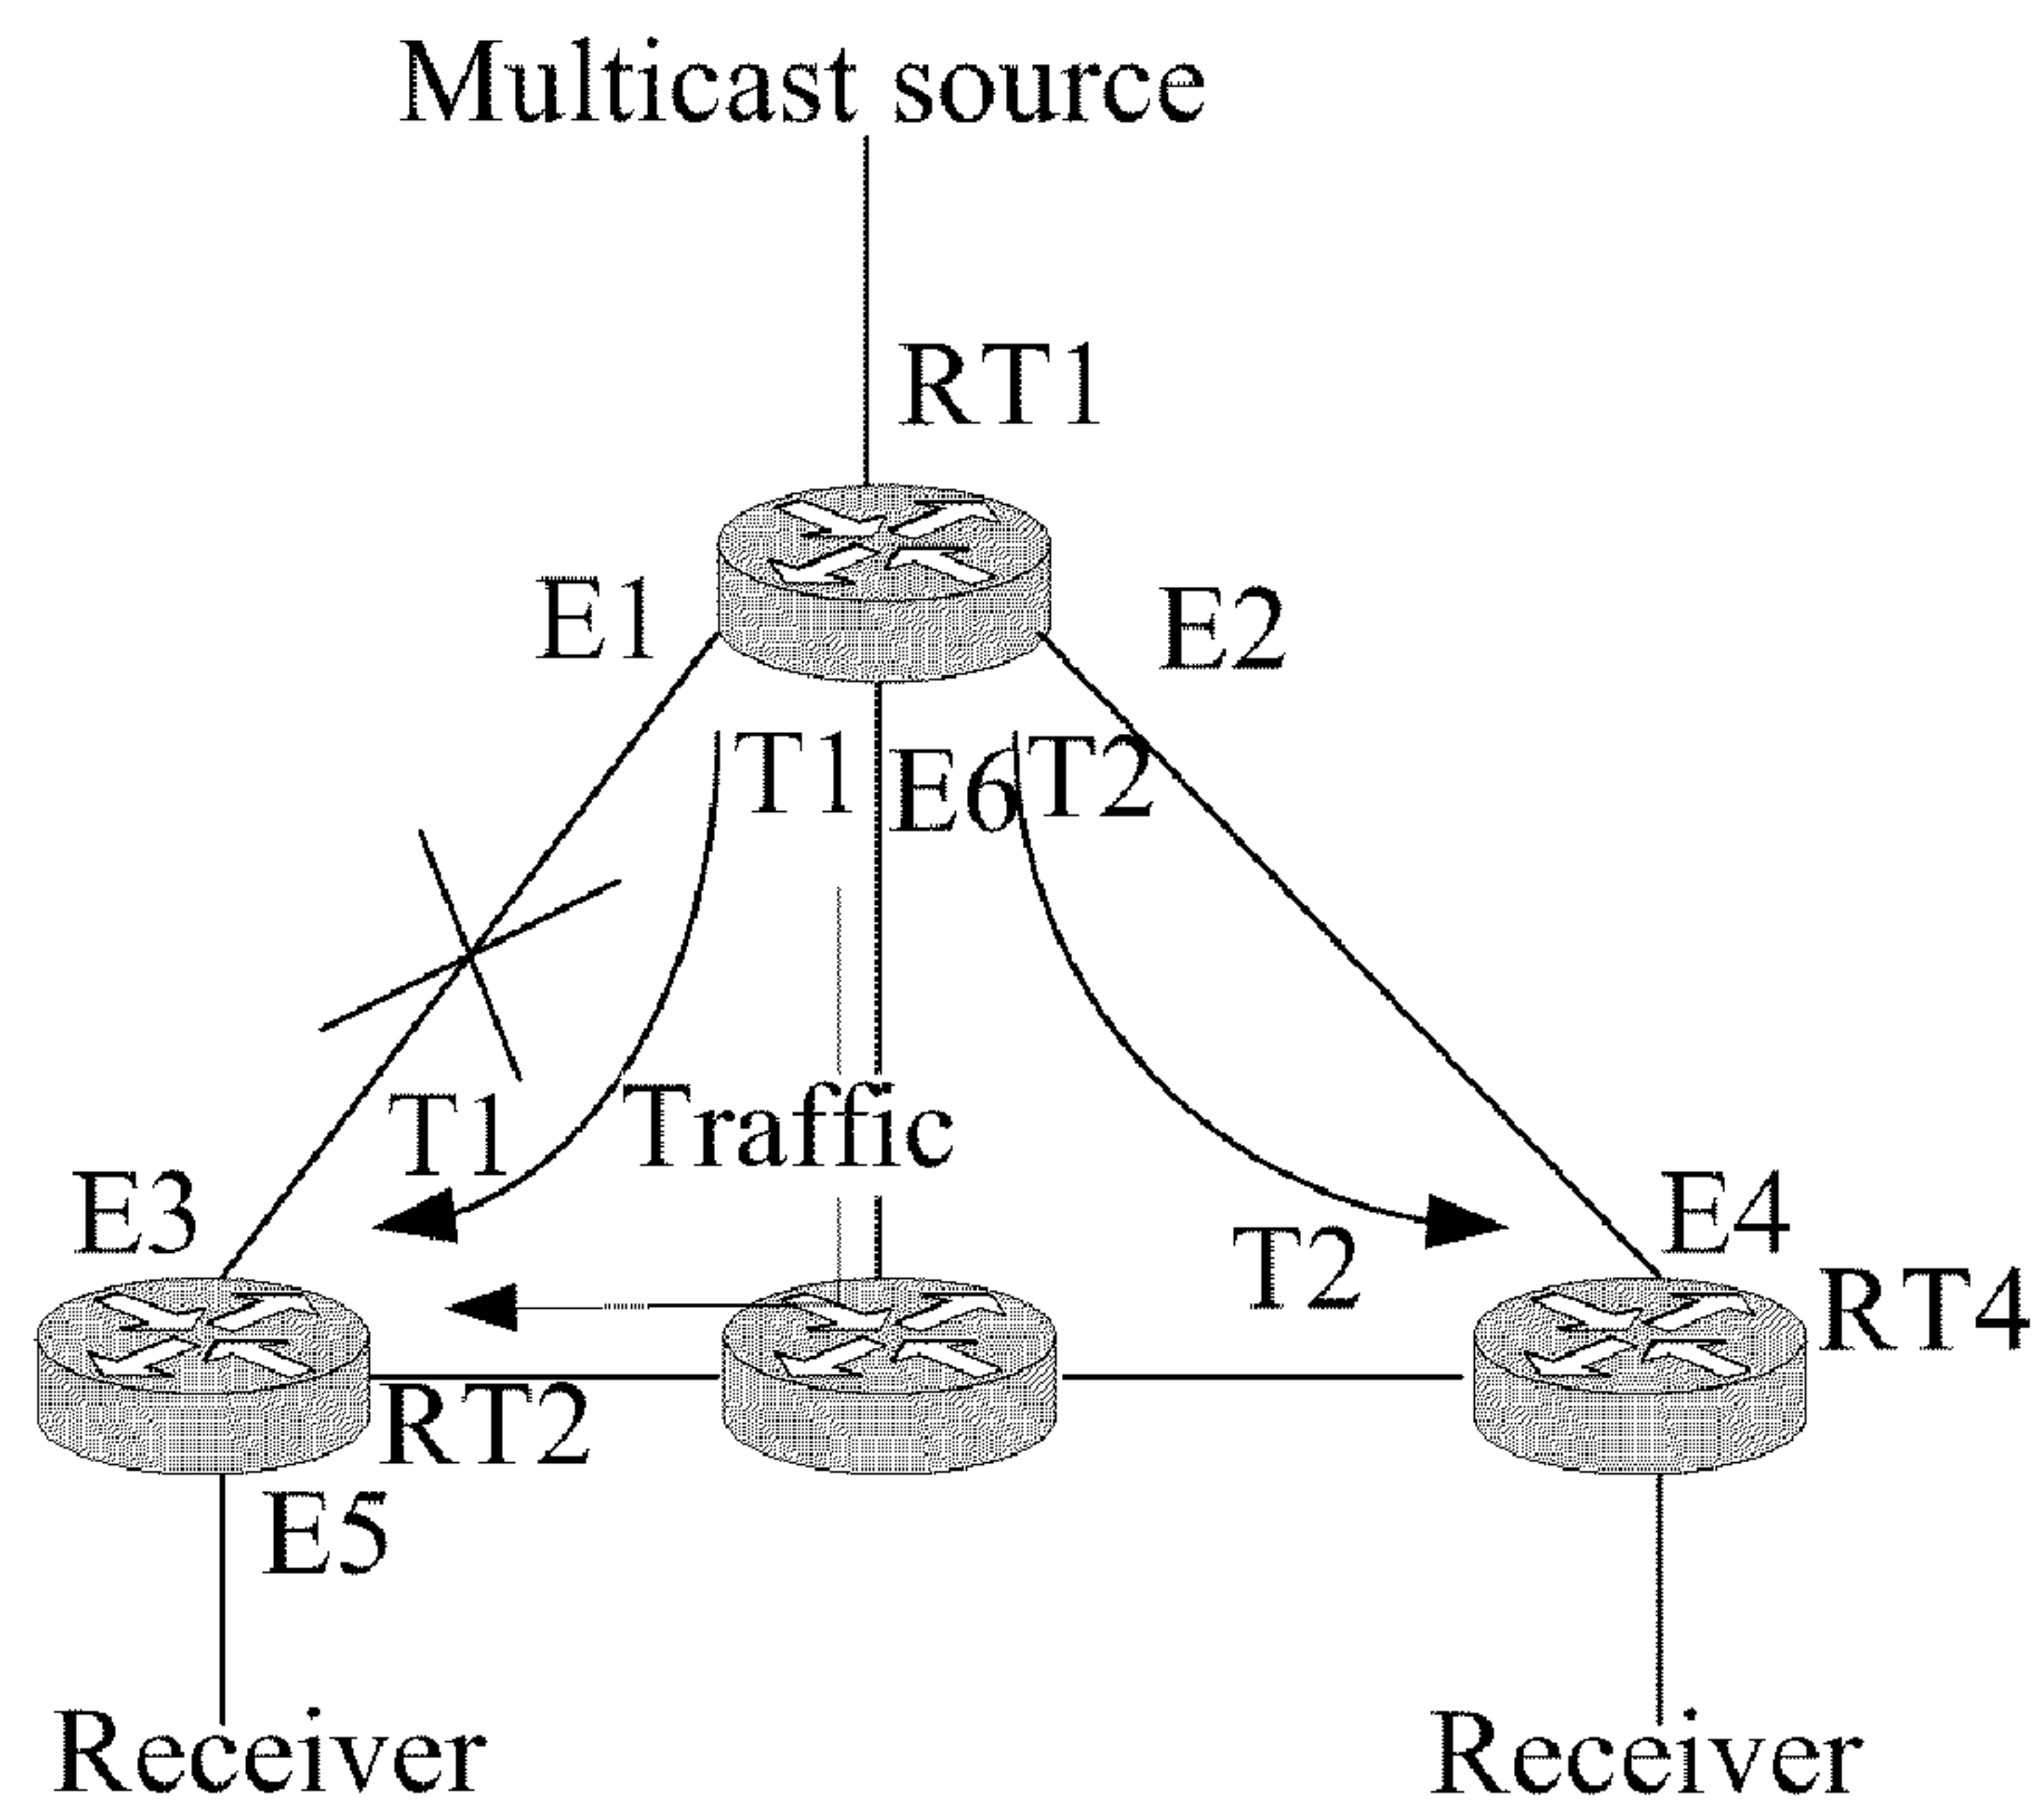 Multicast source
RT1
E1
E2
T1
E6
T2
T1
Traffic
E3
T2
E4
RT4
RT2
E5
Receiver
Receiver